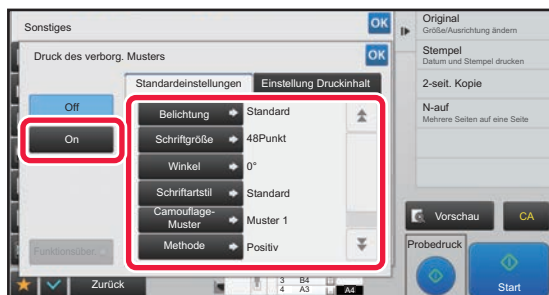 Sonstiges
OK
Druck des verborg. Musters
OK
Standardeinstellungen
Einstellung Druckinhalt
Off
On
Belichtung
Standard
Schriftgröße
48Punkt
Winkel
0°
Schriftartstil
Standard
Camouflage-
Muster
Muster 1
Methode
Positiv
Funktionsüber.
Zurück
3 B4
4 A3
A4
Original
Größe/Ausrichtung ändern
Stempel
Datum und Stempel drucken
2-seit. Kopie
N-auf
Mehrere Seiten auf eine Seite
Vorschau
CA
Probedruck
Start